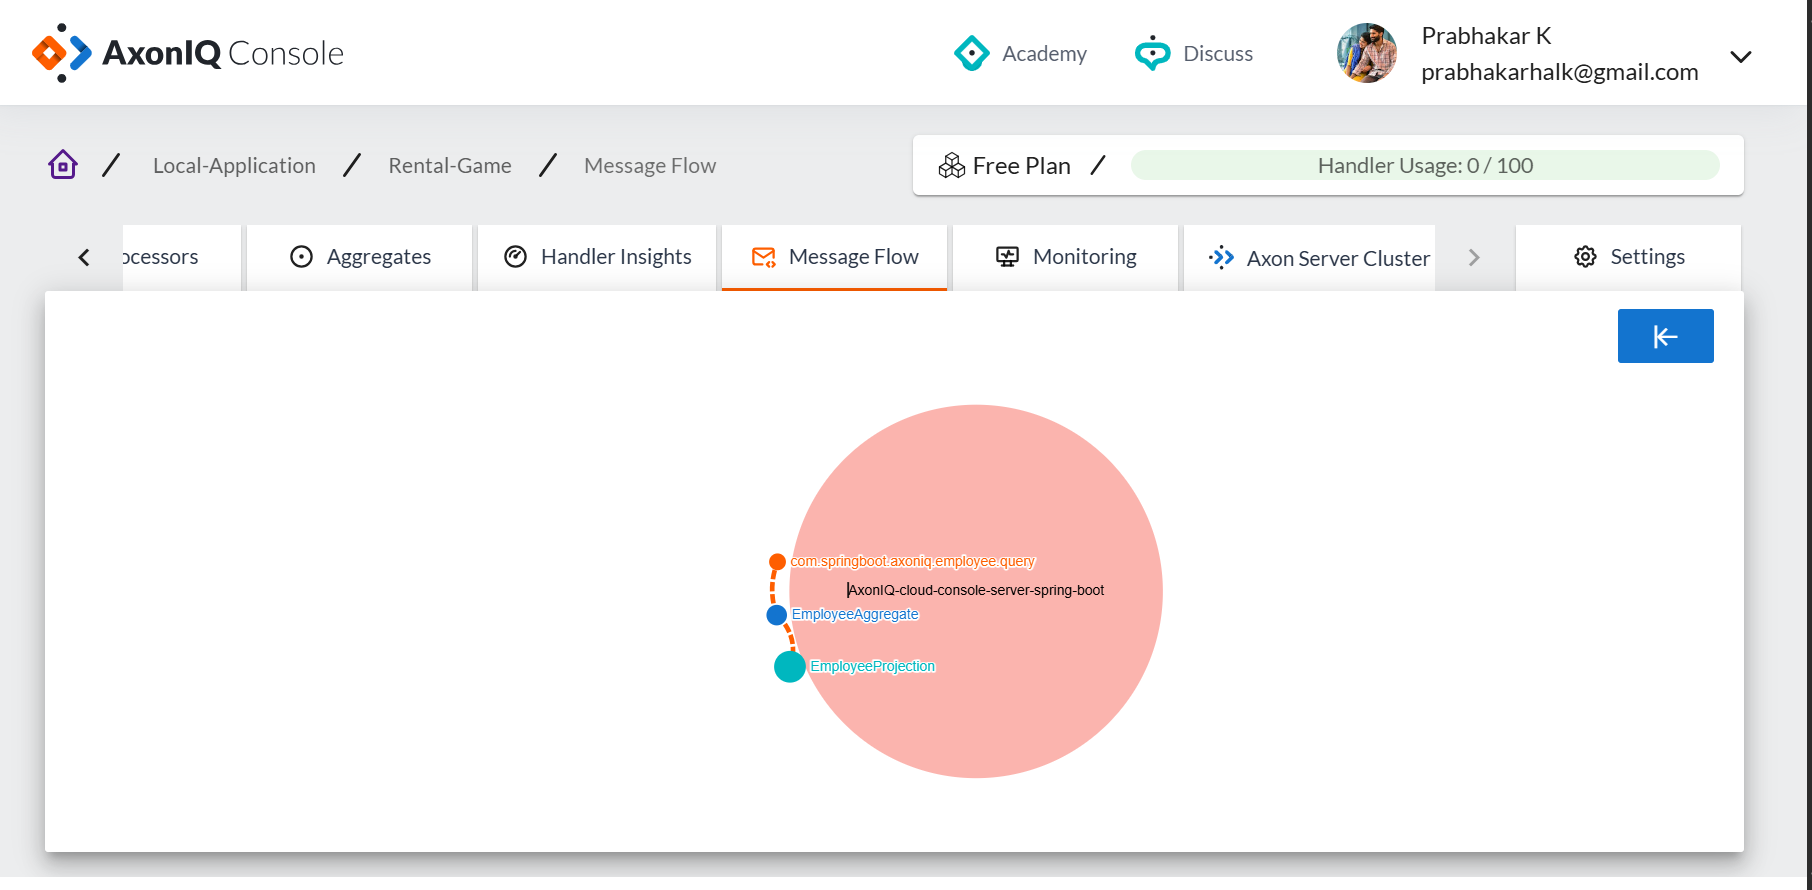 AxonIQ Console
Academy
Discuss
Prabhakar K
prabhakarhalk@gmail.com
/ Local-Application / Rental-Game / Message Flow
Free Plan / Handler Usage: 0 / 100
ocessors
Aggregates
Handler Insights
Message Flow
Monitoring
Axon Server Cluster
Settings
com.springboot.axoniq.employee.query
AxonIQ-cloud-console-server-spring-boot
EmployeeAggregate
EmployeeProjection